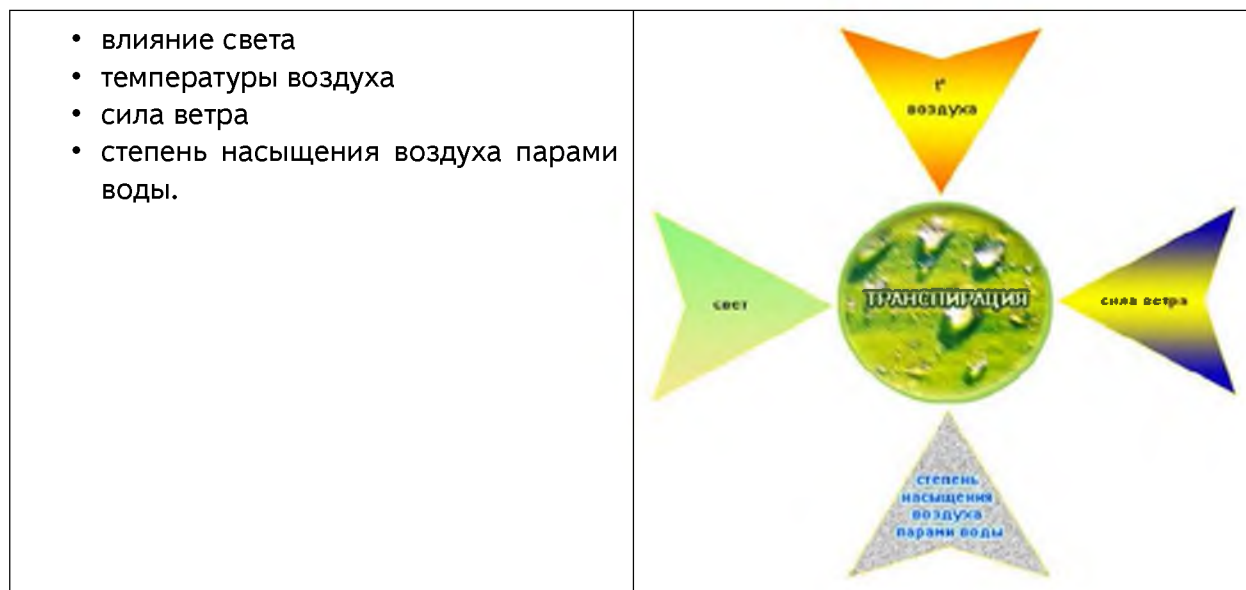 • влияние света
• температуры воздуха
• сила ветра
• степень насыщения воздуха парами
воды.
t°
воздуха
свет
ТРАНСПИРАЦИЯ
сила ветра
степень
насыщения
воздуха
парами воды